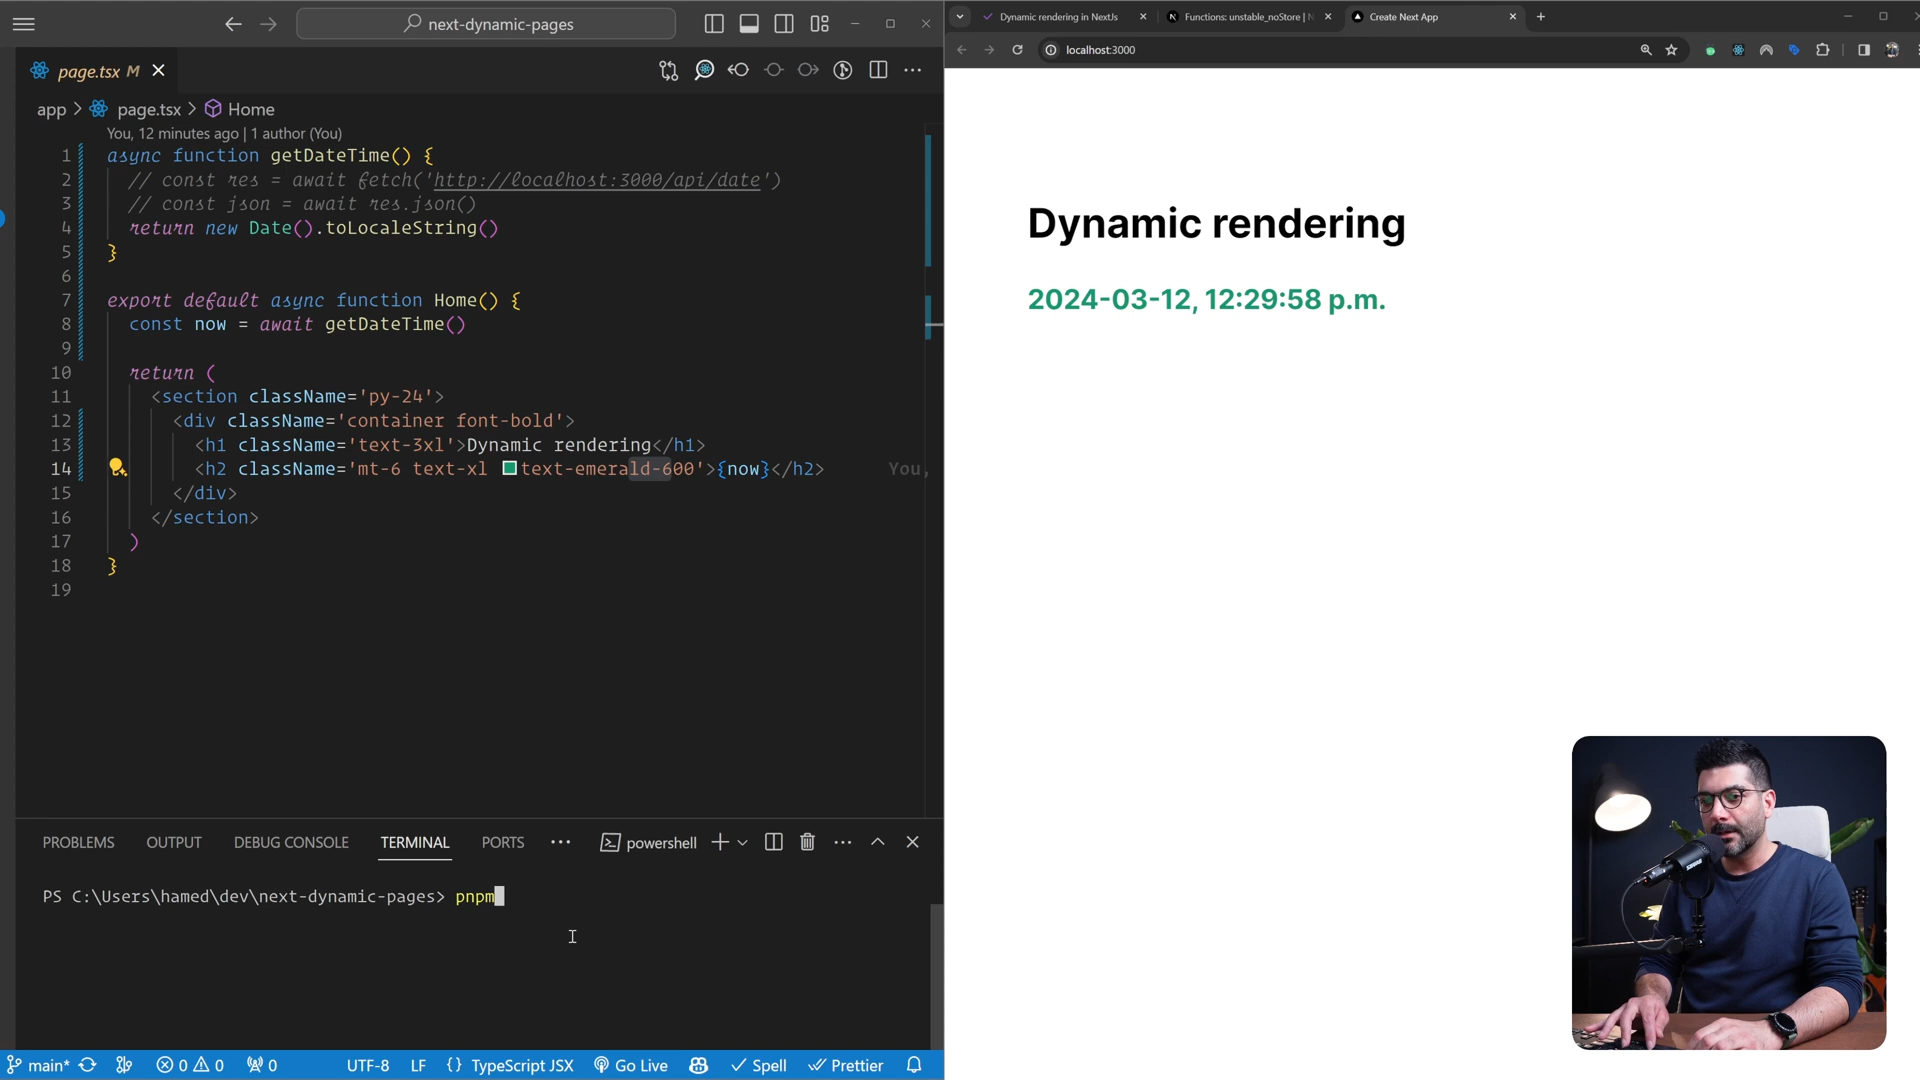 next-dynamic-pages
page.tsx M
app > page.tsx > Home
You, 12 minutes ago | 1 author (You)
1 async function getDateTime() {
2 // const res = await fetch('http://localhost:3000/api/date')
3 // const json = await res.json()
4 return new Date().toLocaleString()
5 }
6
7 export default async function Home() {
8 const now = await getDateTime()
9
10 return (
11 <section className='py-24'>
12 <div className='container font-bold'>
13 <h1 className='text-3xl'>Dynamic rendering</h1>
14 <h2 className='mt-6 text-xl text-emerald-600'>{now}</h2> You,
15 </div>
16 </section>
17 )
18 }
19
PROBLEMS OUTPUT DEBUG CONSOLE TERMINAL PORTS ··· powershell
PS C:\Users\hamed\dev\next-dynamic-pages> pnpm
main* 0 0 0 UTF-8 LF {} TypeScript JSX Go Live Spell Prettier
Dynamic rendering in NextJs Functions: unstable_noStore | N Create Next App
localhost:3000
Dynamic rendering
2024-03-12, 12:29:58 p.m.